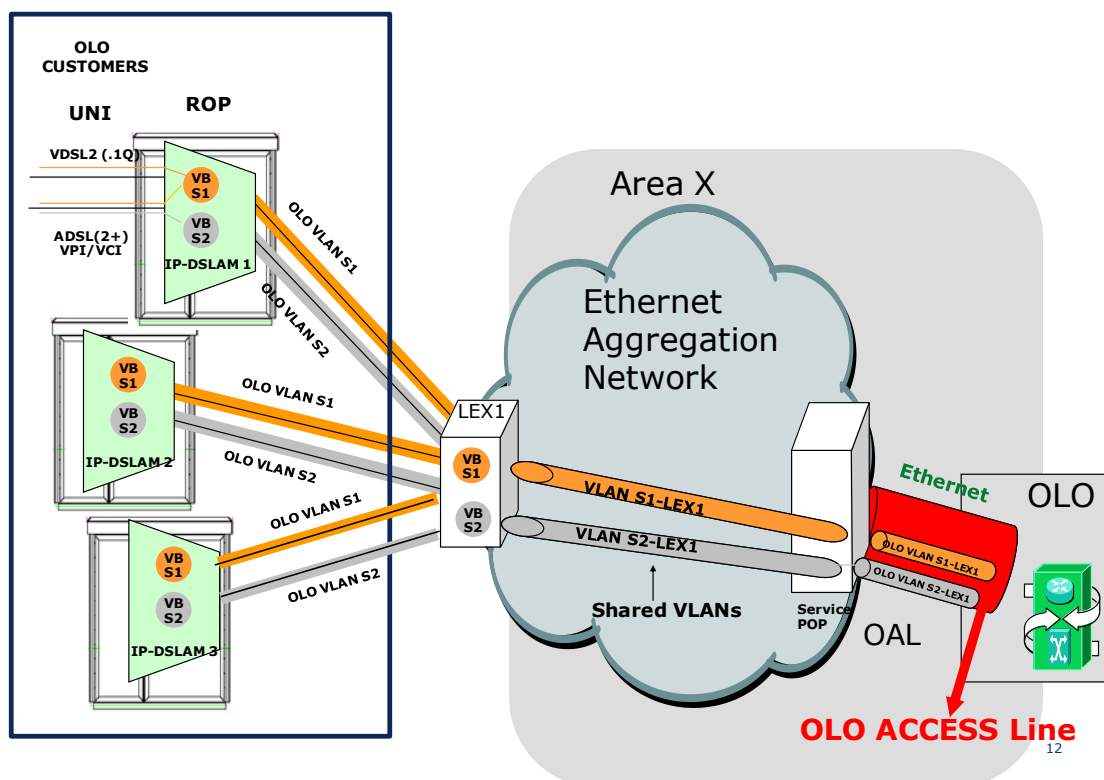 OLO
CUSTOMERS
UNI
ROP
VDSL2 (.1Q)
VB
S1
VB
S2
ADSL(2+)
VPI/VCI
IP-DSLAM 1
OLO VLAN S1
OLO VLAN S2
VB
S1
VB
S2
IP-DSLAM 2
OLO VLAN S1
OLO VLAN S2
VB
S1
VB
S2
IP-DSLAM 3
OLO VLAN S1
OLO VLAN S2
LEX1
VB
S1
VB
S2
Area X
Ethernet
Aggregation
Network
VLAN S1-LEX1
VLAN S2-LEX1
Shared VLANs
Service
POP
OAL
Ethernet
OLO
OLO VLAN S1-LEX1
OLO VLAN S2-LEX1
OLO ACCESS Line
12